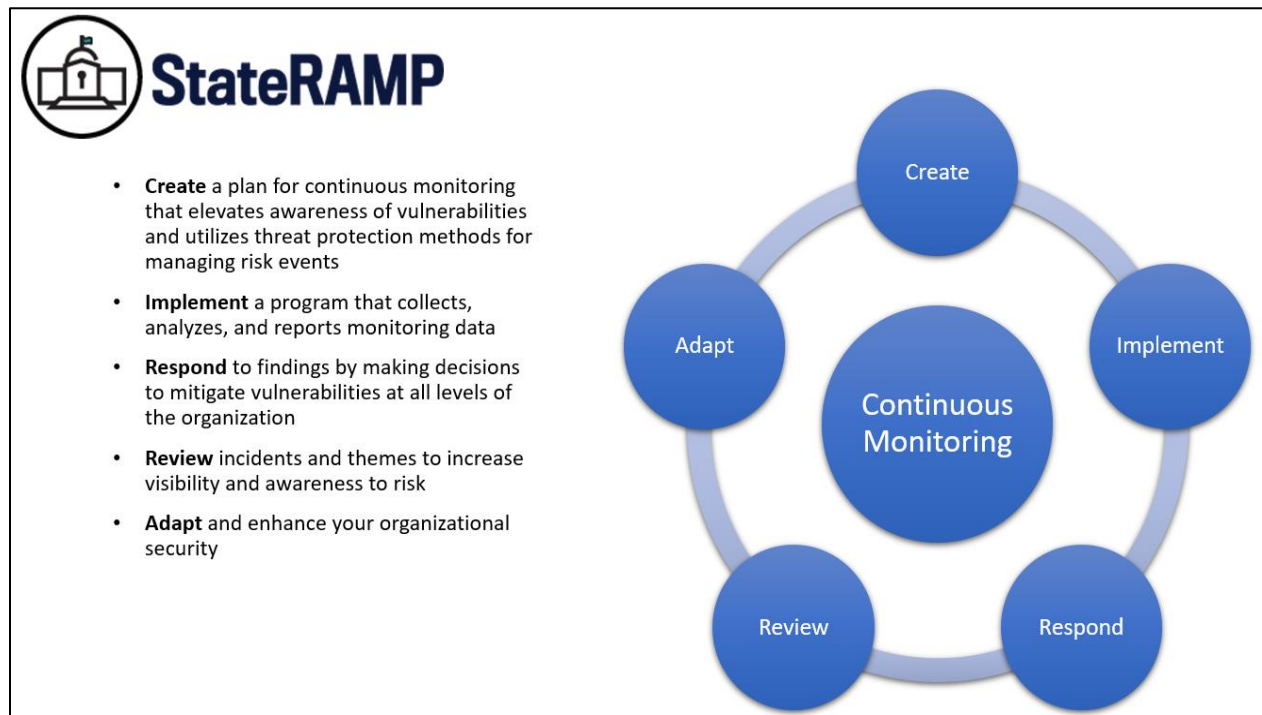 StateRAMP
• Create a plan for continuous monitoring
that elevates awareness of vulnerabilities
and utilizes threat protection methods for
managing risk events
• Implement a program that collects,
analyzes, and reports monitoring data
• Respond to findings by making decisions
to mitigate vulnerabilities at all levels of
the organization
• Review incidents and themes to increase
visibility and awareness to risk
• Adapt and enhance your organizational
security
Create
Implement
Respond
Review
Adapt
Continuous
Monitoring